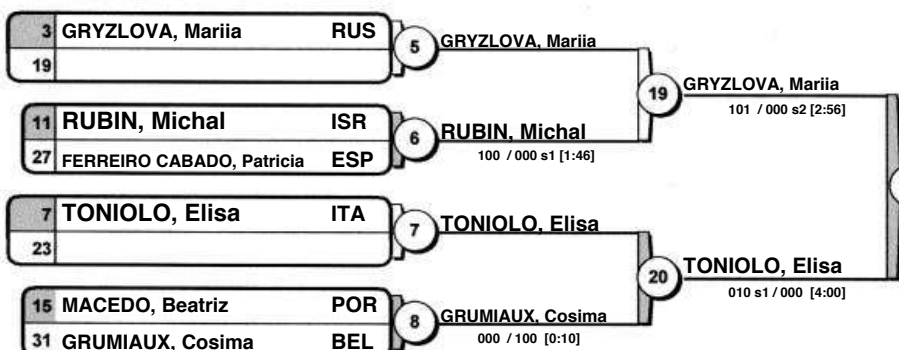 3 GRYZLOVA, Mariia RUS
19
5
GRYZLOVA, Mariia
11 RUBIN, Michal ISR
27 FERREIRO CABADO, Patricia ESP
6
RUBIN, Michal
100 / 000 s1 [1:46]
19
GRYZLOVA, Mariia
101 / 000 s2 [2:56]
7 TONIOLO, Elisa ITA
23
7
TONIOLO, Elisa
15 MACEDO, Beatriz POR
31 GRUMIAUX, Cosima BEL
8
GRUMIAUX, Cosima
000 / 100 [0:10]
20
TONIOLO, Elisa
010 s1 / 000 [4:00]